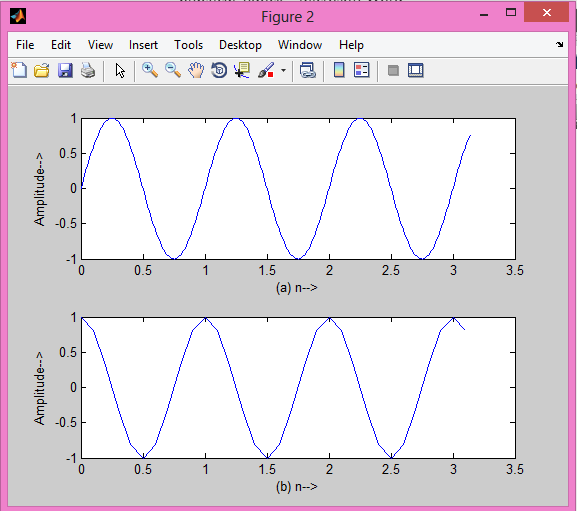 Figure 2
File Edit View Insert Tools Desktop Window Help
1
0.5
0
-0.5
-1
Amplitude-->
0 0.5 1 1.5 2 2.5 3 3.5
(a) n-->
1
0.5
0
-0.5
-1
Amplitude-->
0 0.5 1 1.5 2 2.5 3 3.5
(b) n-->